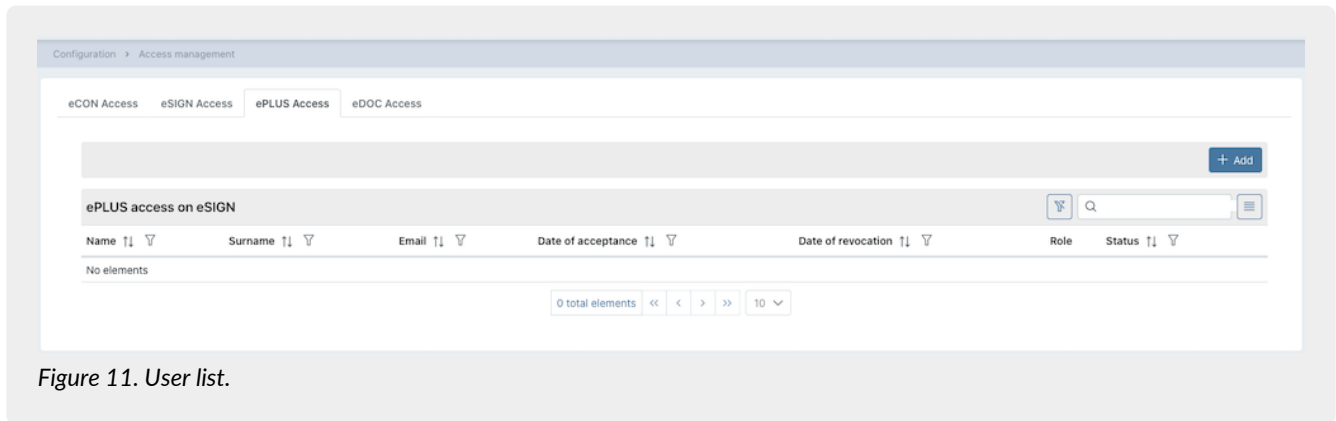 Configuration > Access management
eCON Access eSIGN Access ePLUS Access eDOC Access
+ Add
ePLUS access on eSIGN
Name Surname Email Date of acceptance Date of revocation Role Status
No elements
0 total elements « < > » 10
Figure 11. User list.